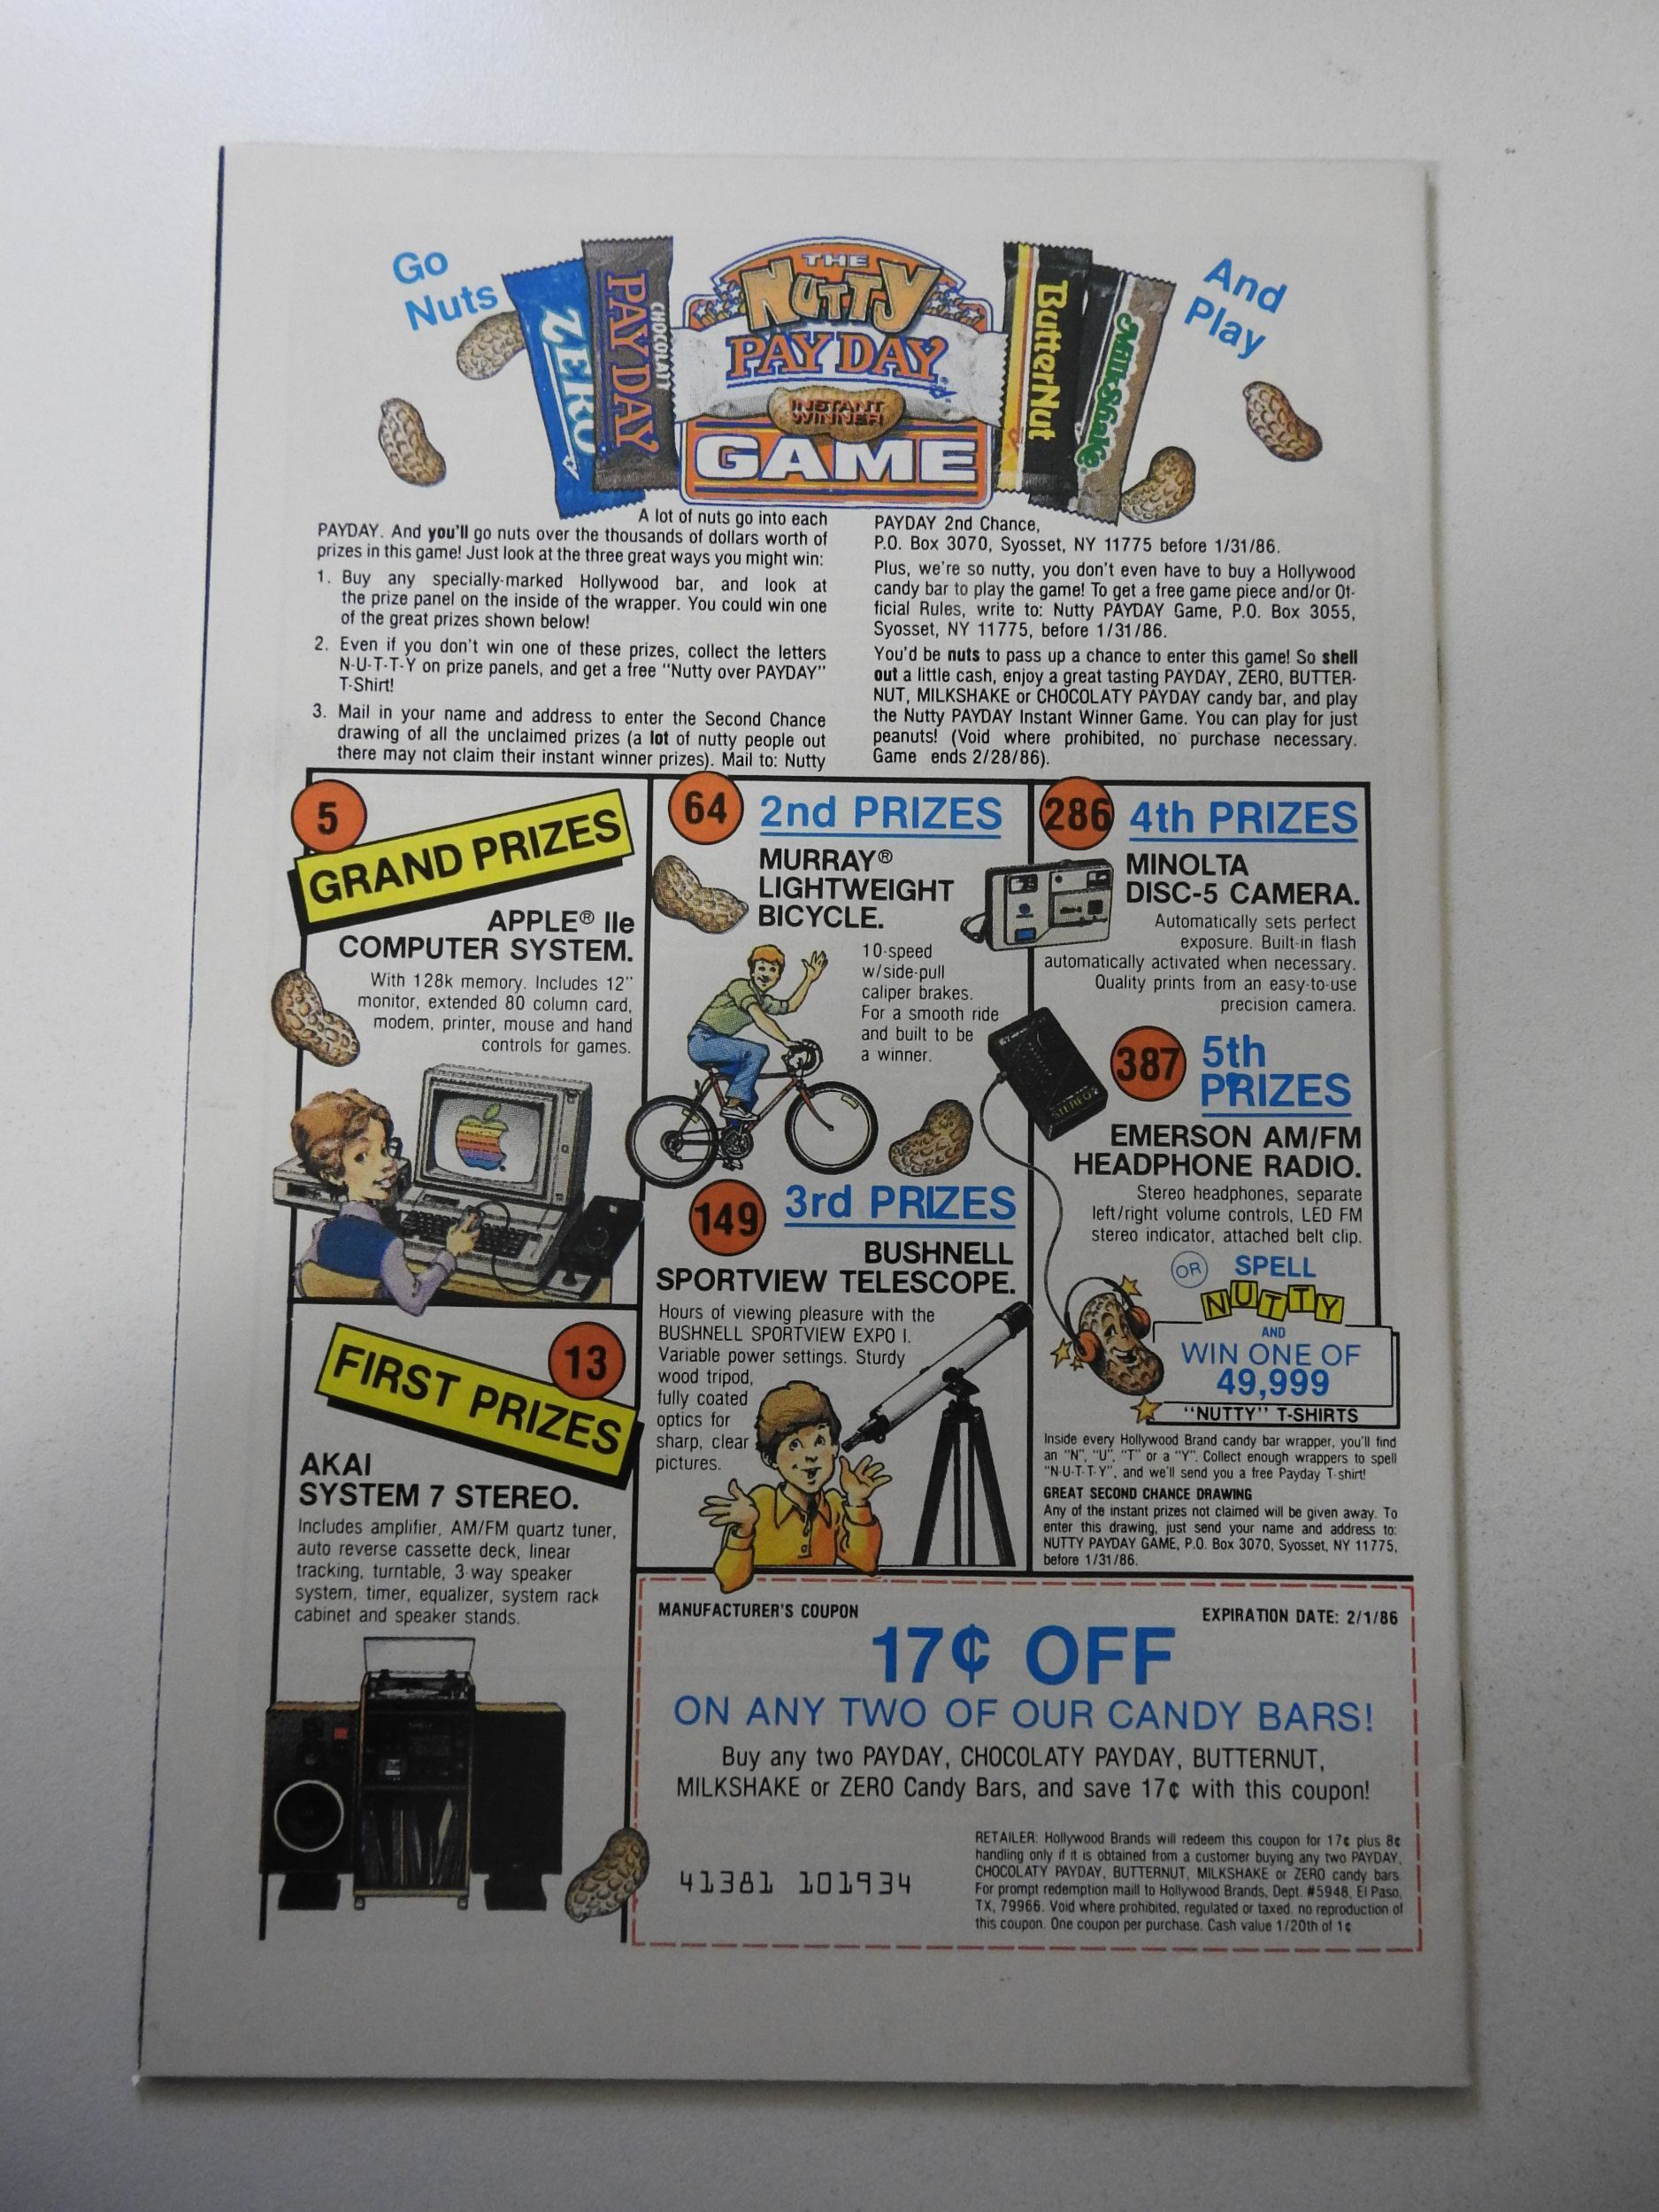 Go
Nuts
ZERO
CHOCOLATY
PAYDAY
THE
NUTTY
PAYDAY
INSTANT
WINNER
GAME
ButterNut
MilkShake
And
Play
A lot of nuts go into each
PAYDAY. And you'll go nuts over the thousands of dollars worth of
prizes in this game! Just look at the three great ways you might win:
1. Buy any specially-marked Hollywood bar, and look at
the prize panel on the inside of the wrapper. You could win one
of the great prizes shown below!
2. Even if you don't win one of these prizes, collect the letters
N-U-T-T-Y on prize panels, and get a free "Nutty over PAYDAY"
T-Shirt!
3. Mail in your name and address to enter the Second Chance
drawing of all the unclaimed prizes (a lot of nutty people out
there may not claim their instant winner prizes). Mail to: Nutty
PAYDAY 2nd Chance,
P.O. Box 3070, Syosset, NY 11775 before 1/31/86.
Plus, we're so nutty, you don't even have to buy a Hollywood
candy bar to play the game! To get a free game piece and/or Of-
ficial Rules, write to: Nutty PAYDAY Game, P.O. Box 3055,
Syosset, NY 11775, before 1/31/86.
You'd be nuts to pass up a chance to enter this game! So shell
out a little cash, enjoy a great tasting PAYDAY, ZERO, BUTTER-
NUT, MILKSHAKE or CHOCOLATY PAYDAY candy bar, and play
the Nutty PAYDAY Instant Winner Game. You can play for just
peanuts! (Void where prohibited, no purchase necessary.
Game ends 2/28/86).
5
GRAND PRIZES
APPLE® IIe
COMPUTER SYSTEM.
With 128k memory. Includes 12"
monitor, extended 80 column card,
modem, printer, mouse and hand
controls for games.
13
FIRST PRIZES
AKAI
SYSTEM 7 STEREO.
Includes amplifier, AM/FM quartz tuner,
auto reverse cassette deck, linear
tracking, turntable, 3-way speaker
system, timer, equalizer, system rack
cabinet and speaker stands.
64
2nd PRIZES
MURRAY®
LIGHTWEIGHT
BICYCLE.
10-speed
w/side-pull
caliper brakes.
For a smooth ride
and built to be
a winner.
149
3rd PRIZES
BUSHNELL
SPORTVIEW TELESCOPE.
Hours of viewing pleasure with the
BUSHNELL SPORTVIEW EXPO I.
Variable power settings. Sturdy
wood tripod,
fully coated
optics for
sharp, clear
pictures.
286
4th PRIZES
MINOLTA
DISC-5 CAMERA.
Automatically sets perfect
exposure. Built-in flash
automatically activated when necessary.
Quality prints from an easy-to-use
precision camera.
STEREO
387
5th
PRIZES
EMERSON AM/FM
HEADPHONE RADIO.
Stereo headphones, separate
left/right volume controls, LED FM
stereo indicator, attached belt clip.
OR
SPELL
NUTTY
AND
WIN ONE OF
49,999
"NUTTY" T-SHIRTS
Inside every Hollywood Brand candy bar wrapper, you'll find
an "N", "U", "T" or a "Y". Collect enough wrappers to spell
"N-U-T-T-Y", and we'll send you a free Payday T-shirt!
GREAT SECOND CHANCE DRAWING
Any of the instant prizes not claimed will be given away. To
enter this drawing, just send your name and address to:
NUTTY PAYDAY GAME, P.O. Box 3070, Syosset, NY 11775,
before 1/31/86.
MANUFACTURER'S COUPON
EXPIRATION DATE: 2/1/86
17¢ OFF
ON ANY TWO OF OUR CANDY BARS!
Buy any two PAYDAY, CHOCOLATY PAYDAY, BUTTERNUT,
MILKSHAKE or ZERO Candy Bars, and save 17¢ with this coupon!
41381 101934
RETAILER: Hollywood Brands will redeem this coupon for 17¢ plus 8¢
handling only if it is obtained from a customer buying any two PAYDAY,
CHOCOLATY PAYDAY, BUTTERNUT, MILKSHAKE or ZERO candy bars.
For prompt redemption maill to Hollywood Brands, Dept. #5948, El Paso,
TX, 79966. Void where prohibited, regulated or taxed. no reproduction of
this coupon. One coupon per purchase. Cash value 1/20th of 1¢